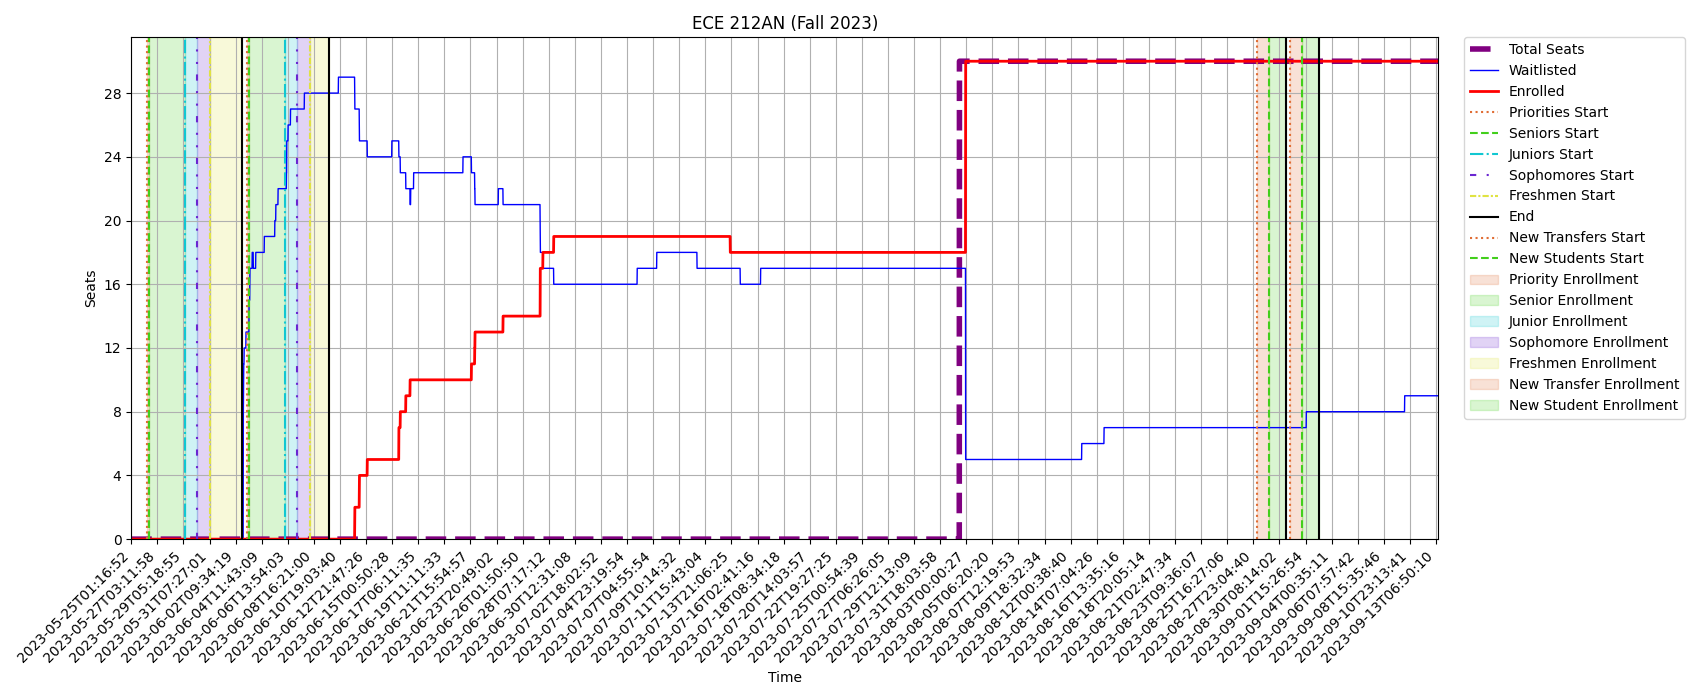 ECE 212AN (Fall 2023)
Seats
28
24
20
16
12
8
4
0
2023-05-25T01:16:52
2023-05-27T03:11:58
2023-05-29T05:18:55
2023-05-31T07:27:01
2023-06-02T09:34:19
2023-06-04T11:43:09
2023-06-06T13:54:03
2023-06-08T16:21:00
2023-06-10T19:03:40
2023-06-12T21:47:26
2023-06-15T00:50:28
2023-06-17T06:11:35
2023-06-19T11:11:33
2023-06-21T15:54:57
2023-06-23T20:49:02
2023-06-26T01:50:50
2023-06-28T07:17:12
2023-06-30T12:31:08
2023-07-02T18:02:52
2023-07-04T23:19:54
2023-07-07T04:55:54
2023-07-09T10:14:32
2023-07-11T15:43:04
2023-07-13T21:06:25
2023-07-16T02:41:16
2023-07-18T08:34:18
2023-07-20T14:03:57
2023-07-22T19:27:25
2023-07-25T00:54:39
2023-07-27T06:26:05
2023-07-29T12:13:09
2023-07-31T18:03:58
2023-08-03T00:00:27
2023-08-05T06:20:20
2023-08-07T12:19:53
2023-08-09T18:32:34
2023-08-12T00:38:40
2023-08-14T07:04:26
2023-08-16T13:35:16
2023-08-18T20:05:14
2023-08-21T02:47:34
2023-08-23T09:36:07
2023-08-25T16:27:06
2023-08-27T23:04:40
2023-08-30T08:14:02
2023-09-01T15:26:54
2023-09-04T00:35:11
2023-09-06T07:57:42
2023-09-08T15:35:46
2023-09-10T23:13:41
2023-09-13T06:50:10
Time
Total Seats
Waitlisted
Enrolled
Priorities Start
Seniors Start
Juniors Start
Sophomores Start
Freshmen Start
End
New Transfers Start
New Students Start
Priority Enrollment
Senior Enrollment
Junior Enrollment
Sophomore Enrollment
Freshmen Enrollment
New Transfer Enrollment
New Student Enrollment